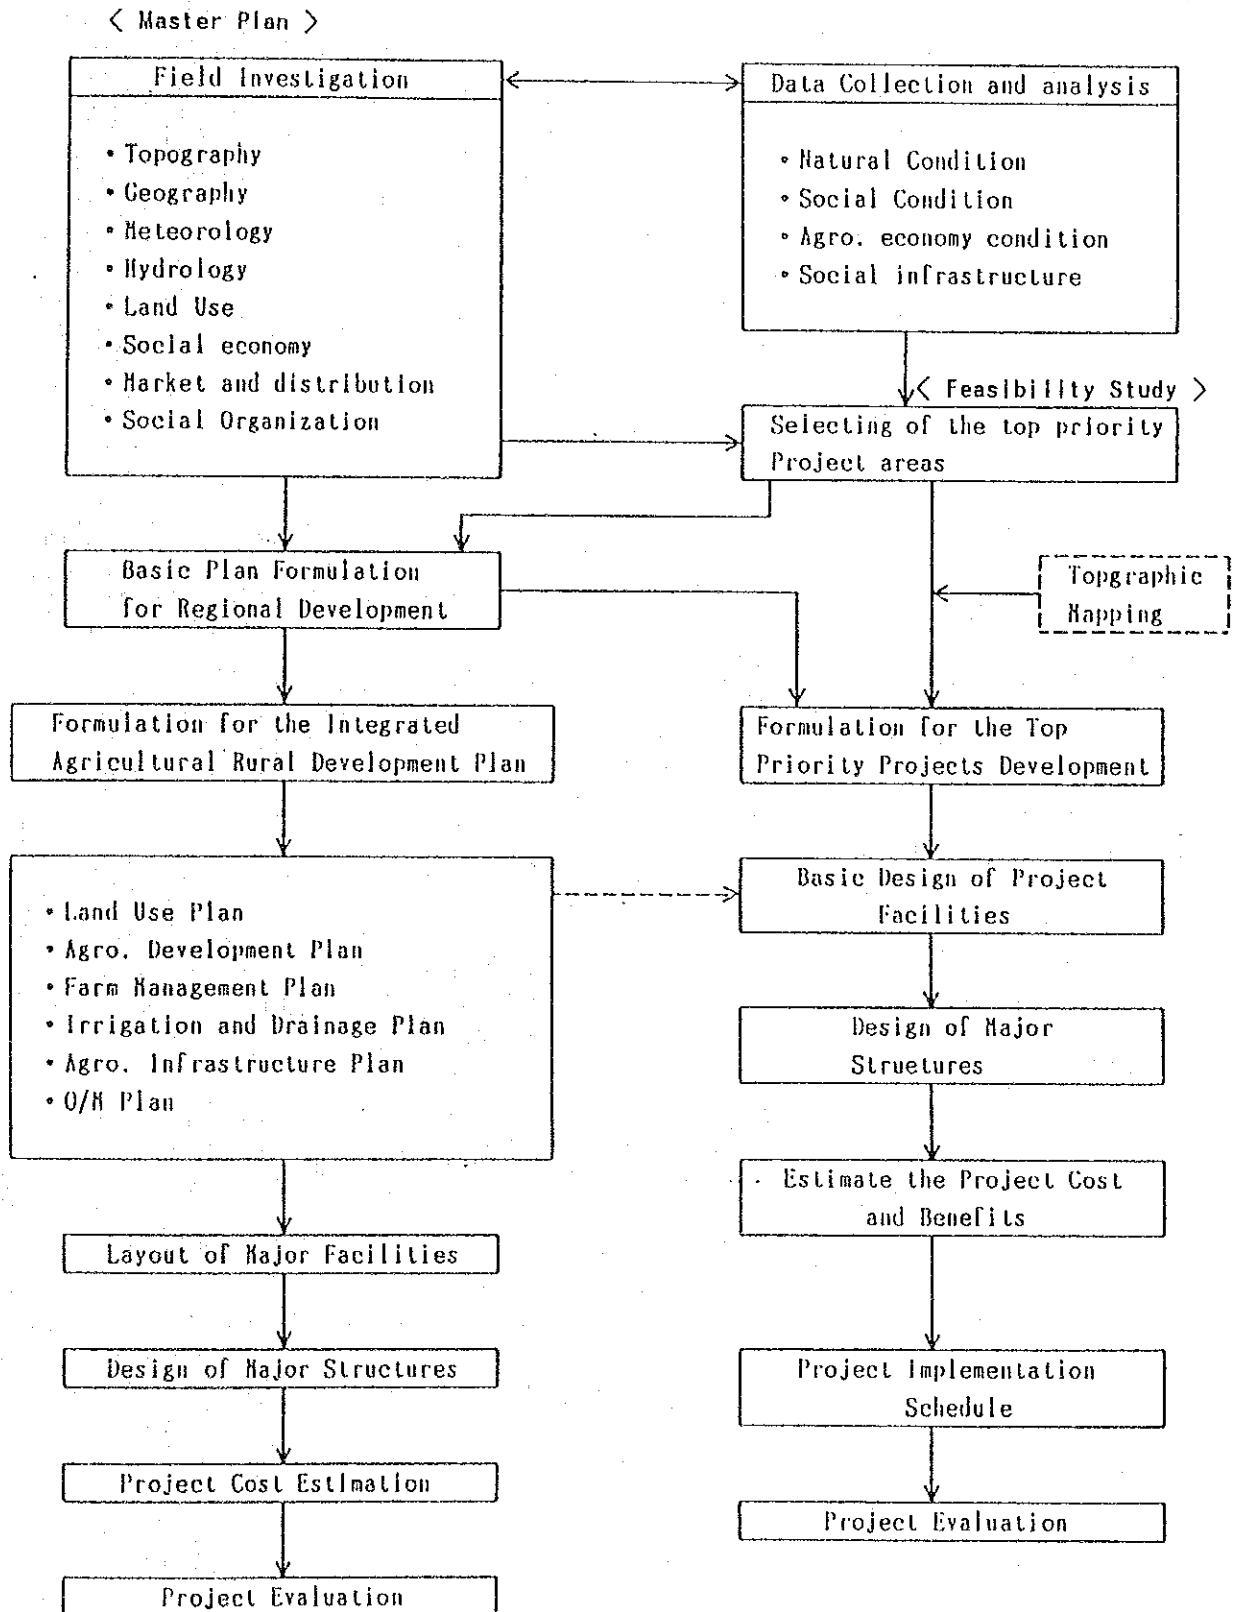 < Master Plan >
Field Investigation
• Topography
• Geography
• Meteorology
• Hydrology
• Land Use
• Social economy
• Market and distribution
• Social Organization
Data Collection and analysis
• Natural Condition
• Social Condition
• Agro. economy condition
• Social infrastructure
< Feasibility Study >
Selecting of the top priority
Project areas
Basic Plan Formulation
for Regional Development
Topgraphic
Mapping
Formulation for the Integrated
Agricultural Rural Development Plan
Formulation for the Top
Priority Projects Development
• Land Use Plan
• Agro. Development Plan
• Farm Management Plan
• Irrigation and Drainage Plan
• Agro. Infrastructure Plan
• O/M Plan
Basic Design of Project
Facilities
Design of Major
Struetures
Estimate the Project Cost
and Benefits
Layout of Major Facilities
Design of Major Structures
Project Implementation
Schedule
Project Cost Estimation
Project Evaluation
Project Evaluation